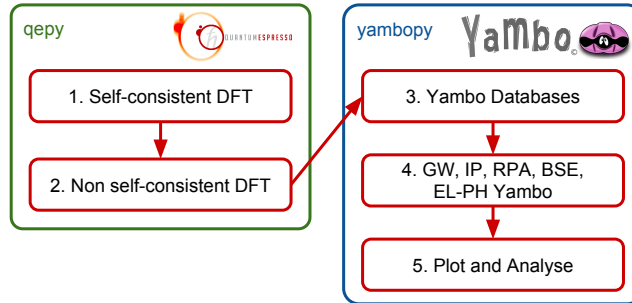 qepy
QUANTUMESPRESSO
1. Self-consistent DFT
2. Non self-consistent DFT
yambopy
Yambo
©
3. Yambo Databases
4. GW, IP, RPA, BSE,
EL-PH Yambo
5. Plot and Analyse